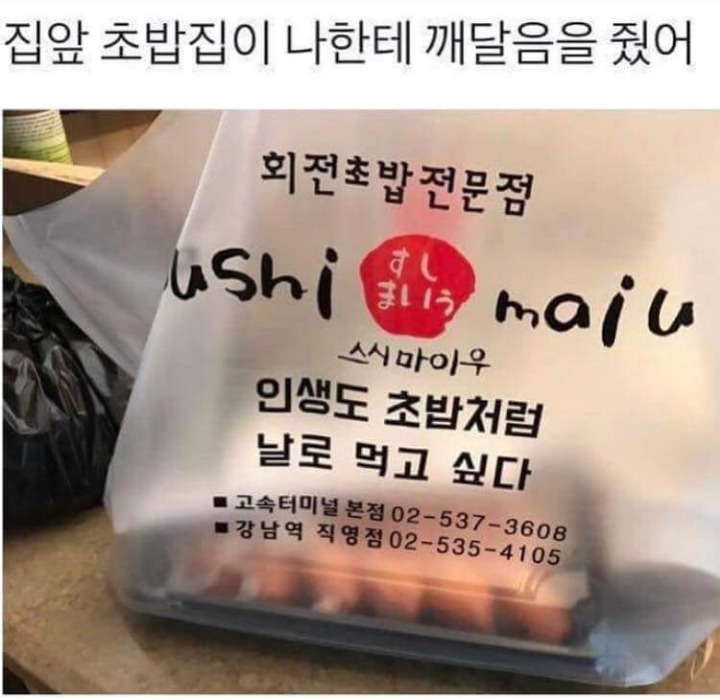 집앞 초밥집이 나한테 깨달음을 줬어
회전초밥전문점
ushi すし まいう maiu
스시마이우
인생도 초밥처럼
날로 먹고 싶다
■ 고속터미널 본점 02-537-3608
■ 강남역 직영점 02-535-4105